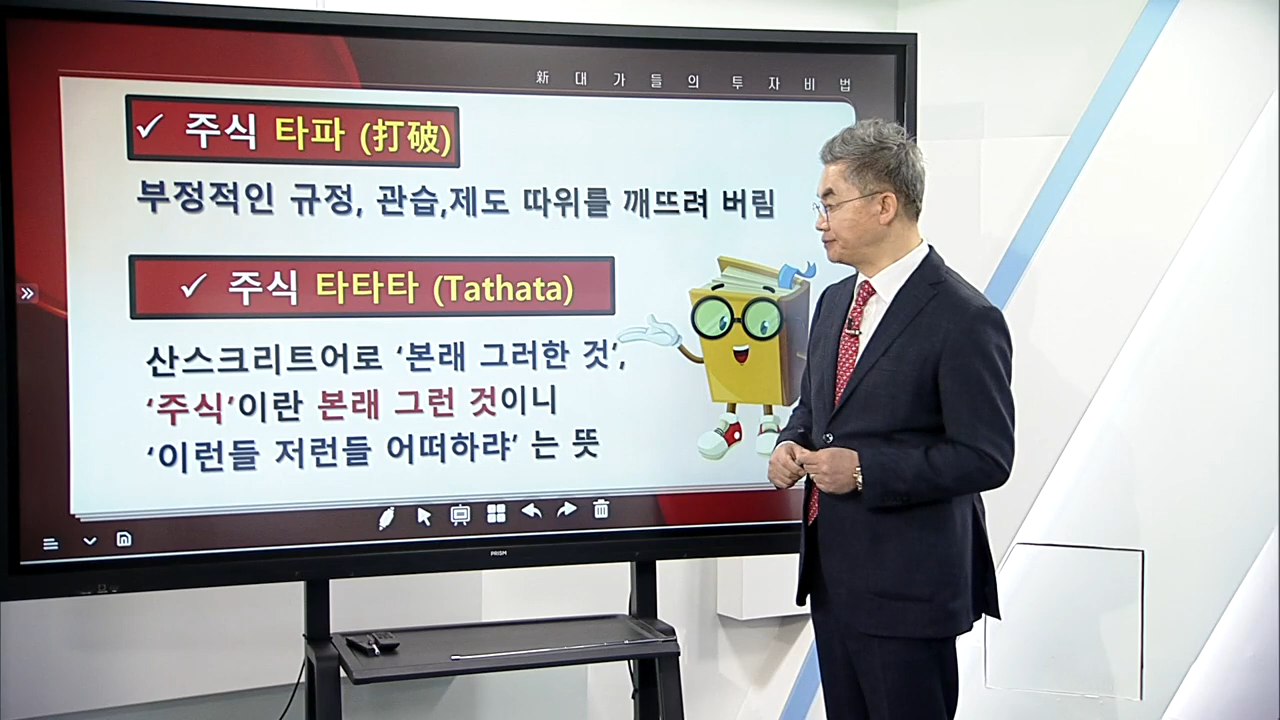 新 대 가 들 의 투 자 비 법
✓ 주식 타파 (打破)
부정적인 규정, 관습,제도 따위를 깨뜨려 버림
✓ 주식 타타타 (Tathata)
산스크리트어로 ‘본래 그러한 것’,
‘주식’이란 본래 그런 것이니
‘이런들 저런들 어떠하랴’ 는 뜻
PRISM